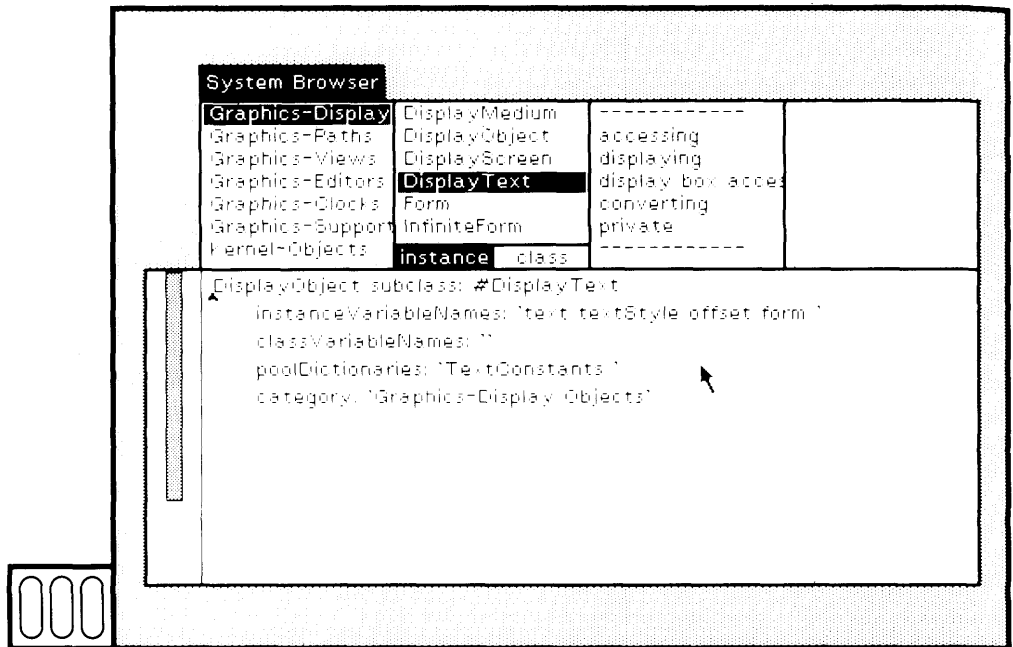 System Browser
Graphics-Display
Graphics-Paths
Graphics-Views
Graphics-Editors
Graphics-Clocks
Graphics-Support
Kernel-Objects
DisplayMedium
DisplayObject
DisplayScreen
DisplayText
Form
InfiniteForm
instance class
------------
accessing
displaying
display box acces
converting
private
------------
DisplayObject subclass: #DisplayText
instanceVariableNames: 'text textStyle offset form '
classVariableNames: ''
poolDictionaries: 'TextConstants '
category: 'Graphics-Display Objects'